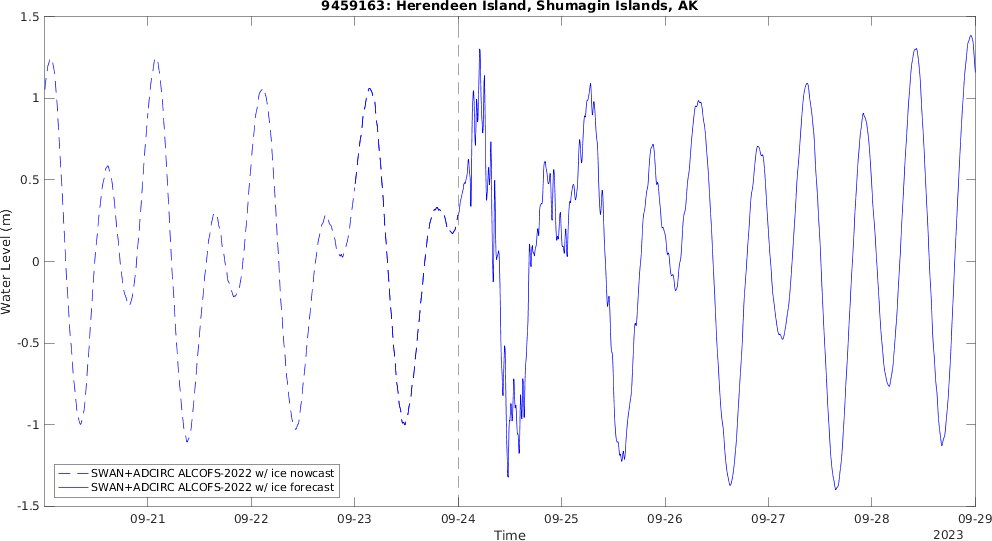 9459163: Herendeen Island, Shumagin Islands, AK
1.5
1
0.5
0
-0.5
-1
-1.5
Water Level (m)
SWAN+ADCIRC ALCOFS-2022 w/ ice nowcast
SWAN+ADCIRC ALCOFS-2022 w/ ice forecast
09-21 09-22 09-23 09-24 09-25 09-26 09-27 09-28 09-29
Time
2023